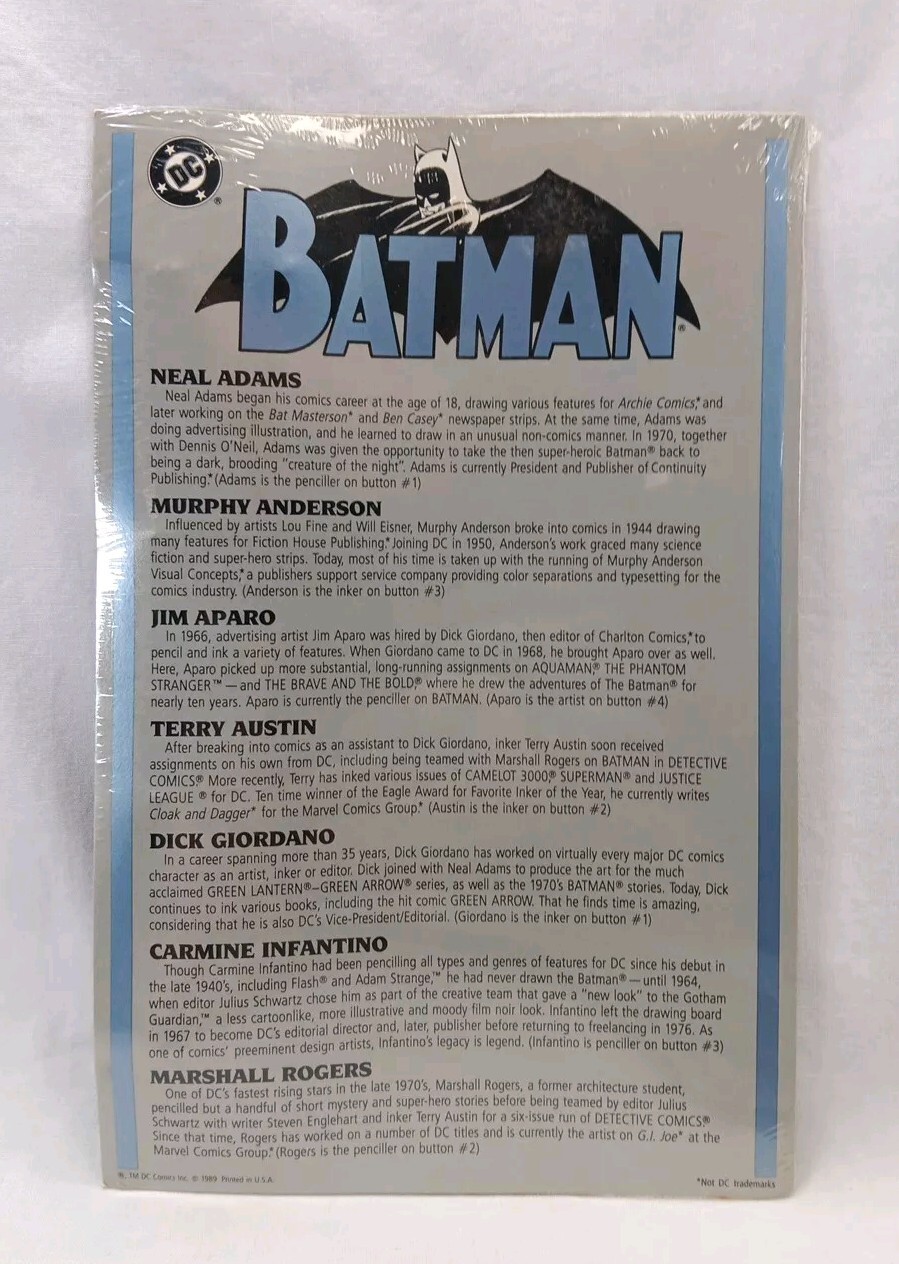 DC
®
BATMAN®
NEAL ADAMS
Neal Adams began his comics career at the age of 18, drawing various features for Archie Comics,* and
later working on the Bat Masterson* and Ben Casey* newspaper strips. At the same time, Adams was
doing advertising illustration, and he learned to draw in an unusual non-comics manner. In 1970, together
with Dennis O'Neil, Adams was given the opportunity to take the then super-heroic Batman® back to
being a dark, brooding "creature of the night". Adams is currently President and Publisher of Continuity
Publishing.* (Adams is the penciller on button #1)
MURPHY ANDERSON
Influenced by artists Lou Fine and Will Eisner, Murphy Anderson broke into comics in 1944 drawing
many features for Fiction House Publishing.* Joining DC in 1950, Anderson's work graced many science
fiction and super-hero strips. Today, most of his time is taken up with the running of Murphy Anderson
Visual Concepts,* a publishers support service company providing color separations and typesetting for the
comics industry. (Anderson is the inker on button #3)
JIM APARO
In 1966, advertising artist Jim Aparo was hired by Dick Giordano, then editor of Charlton Comics,* to
pencil and ink a variety of features. When Giordano came to DC in 1968, he brought Aparo over as well.
Here, Aparo picked up more substantial, long-running assignments on AQUAMAN,® THE PHANTOM
STRANGER™ — and THE BRAVE AND THE BOLD,® where he drew the adventures of The Batman® for
nearly ten years. Aparo is currently the penciller on BATMAN. (Aparo is the artist on button #4)
TERRY AUSTIN
After breaking into comics as an assistant to Dick Giordano, inker Terry Austin soon received
assignments on his own from DC, including being teamed with Marshall Rogers on BATMAN in DETECTIVE
COMICS.® More recently, Terry has inked various issues of CAMELOT 3000,® SUPERMAN® and JUSTICE
LEAGUE ® for DC. Ten time winner of the Eagle Award for Favorite Inker of the Year, he currently writes
Cloak and Dagger* for the Marvel Comics Group.* (Austin is the inker on button #2)
DICK GIORDANO
In a career spanning more than 35 years, Dick Giordano has worked on virtually every major DC comics
character as an artist, inker or editor. Dick joined with Neal Adams to produce the art for the much
acclaimed GREEN LANTERN®–GREEN ARROW® series, as well as the 1970's BATMAN® stories. Today, Dick
continues to ink various books, including the hit comic GREEN ARROW. That he finds time is amazing,
considering that he is also DC's Vice-President/Editorial. (Giordano is the inker on button #1)
CARMINE INFANTINO
Though Carmine Infantino had been pencilling all types and genres of features for DC since his debut in
the late 1940's, including Flash® and Adam Strange,™ he had never drawn the Batman® — until 1964,
when editor Julius Schwartz chose him as part of the creative team that gave a "new look" to the Gotham
Guardian,™ a less cartoonlike, more illustrative and moody film noir look. Infantino left the drawing board
in 1967 to become DC's editorial director and, later, publisher before returning to freelancing in 1976. As
one of comics' preeminent design artists, Infantino's legacy is legend. (Infantino is penciller on button #3)
MARSHALL ROGERS
One of DC's fastest rising stars in the late 1970's, Marshall Rogers, a former architecture student,
pencilled but a handful of short mystery and super-hero stories before being teamed by editor Julius
Schwartz with writer Steven Englehart and inker Terry Austin for a six-issue run of DETECTIVE COMICS.®
Since that time, Rogers has worked on a number of DC titles and is currently the artist on G.I. Joe* at the
Marvel Comics Group.* (Rogers is the penciller on button #2)
®, TM DC Comics Inc. © 1989 Printed in U.S.A.
*Not DC trademarks